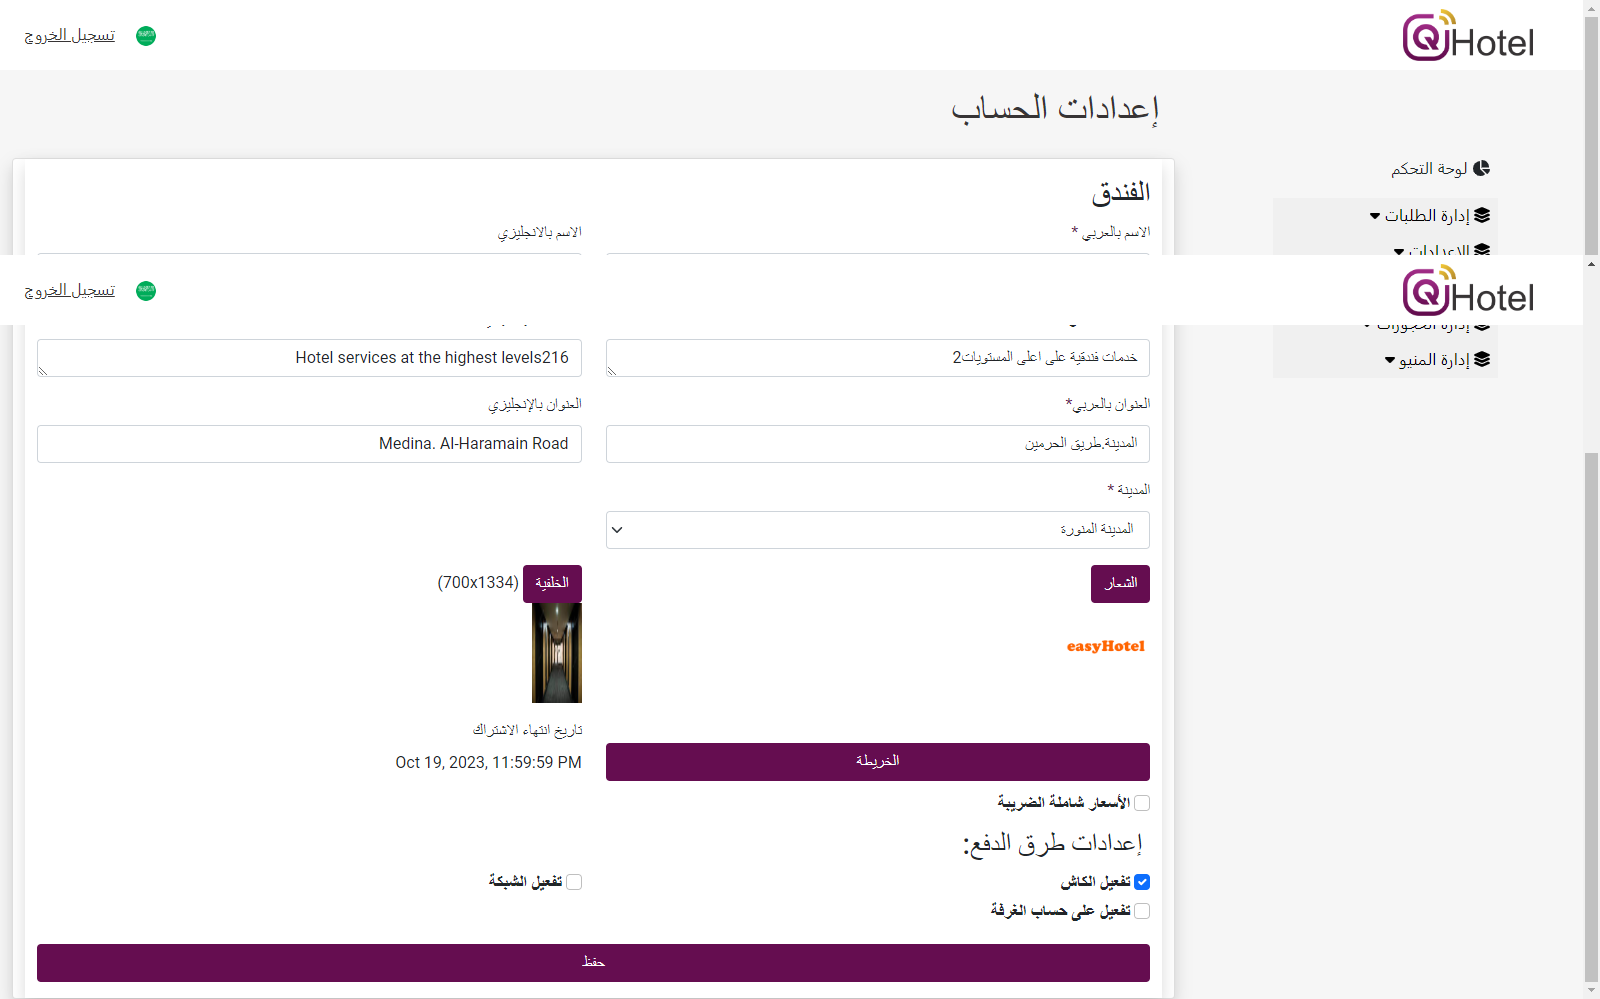 QHotel
تسجيل الخروج
إعدادات الحساب
لوحة التحكم
إدارة الطلبات
الاعدادات
الفندق
الاسم بالعربي *
الاسم بالانجليزي
QHotel
تسجيل الخروج
إدارة الحجوزات
إدارة المنيو
خدمات فندقية على اعلى المستويات2
Hotel services at the highest levels216
العنوان بالعربي*
العنوان بالإنجليزي
المدينة.طريق الحرمين
Medina. Al-Haramain Road
المدينة *
المدينة المنورة
الشعار
الخلفية (700x1334)
easyHotel
تاريخ انتهاء الاشتراك
الخريطة
Oct 19, 2023, 11:59:59 PM
الأسعار شاملة الضريبة
إعدادات طرق الدفع:
تفعيل الكاش
تفعيل الشبكة
تفعيل على حساب الغرفة
حفظ